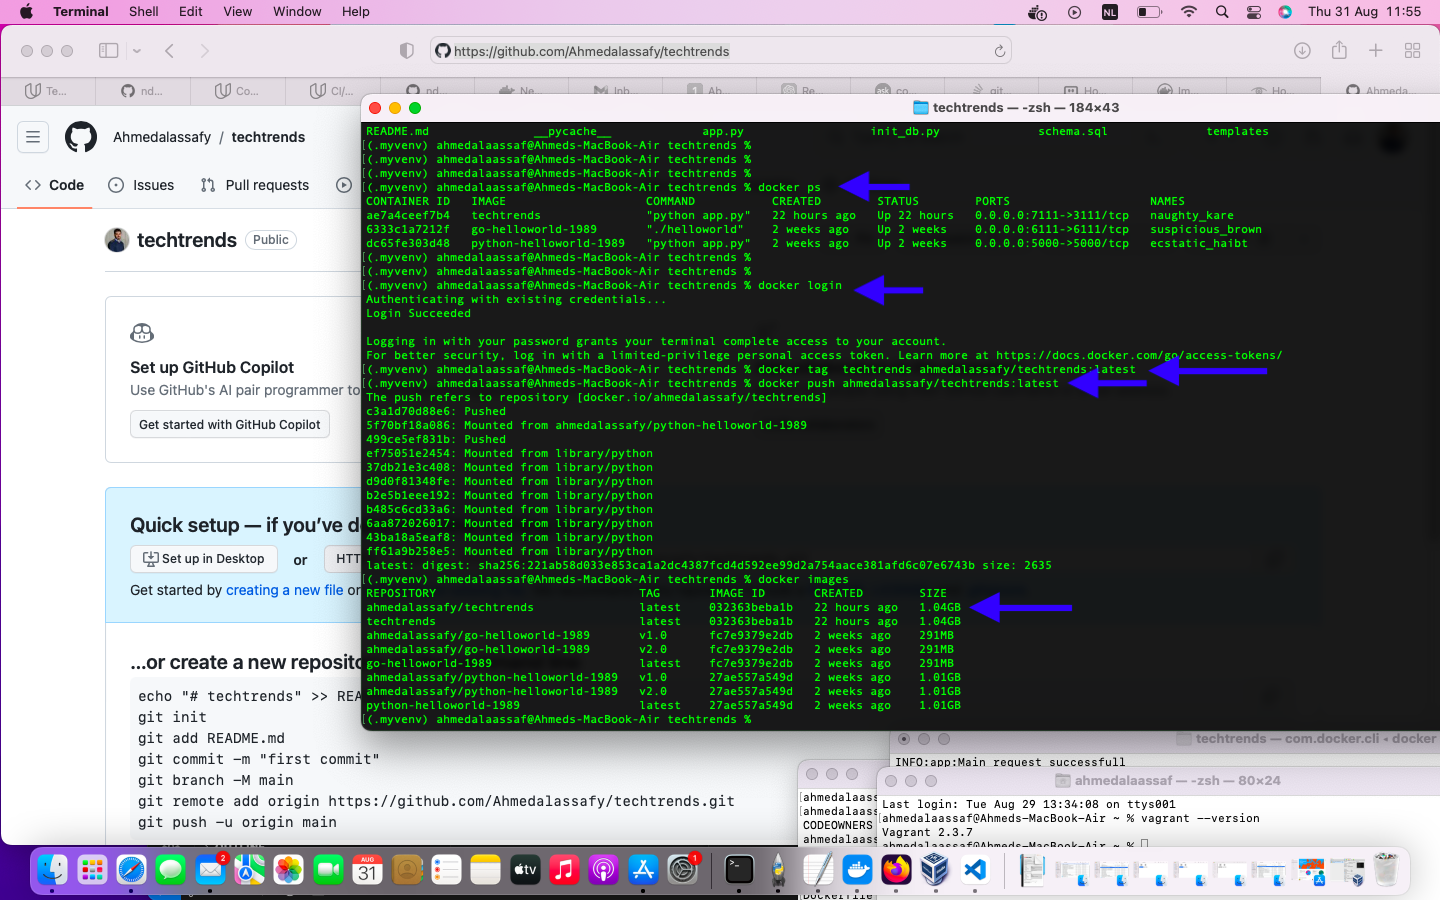 Terminal Shell Edit View Window Help NL Thu 31 Aug 11:55
https://github.com/Ahmedalassafy/techtrends
Te... nd... Co... CI/... nd... Ne... Inb... Ab... Re... co... git... Ho... Im... Ho... Ahmeda...
techtrends — -zsh — 184×43
README.md __pycache__ app.py init_db.py schema.sql templates
[(.myvenv) ahmedalaassaf@Ahmeds-MacBook-Air techtrends %
[(.myvenv) ahmedalaassaf@Ahmeds-MacBook-Air techtrends %
[(.myvenv) ahmedalaassaf@Ahmeds-MacBook-Air techtrends %
[(.myvenv) ahmedalaassaf@Ahmeds-MacBook-Air techtrends % docker ps
CONTAINER ID IMAGE COMMAND CREATED STATUS PORTS NAMES
ae7a4ceef7b4 techtrends "python app.py" 22 hours ago Up 22 hours 0.0.0.0:7111->3111/tcp naughty_kare
6333c1a7212f go-helloworld-1989 "./helloworld" 2 weeks ago Up 2 weeks 0.0.0.0:6111->6111/tcp suspicious_brown
dc65fe303d48 python-helloworld-1989 "python app.py" 2 weeks ago Up 2 weeks 0.0.0.0:5000->5000/tcp ecstatic_haibt
[(.myvenv) ahmedalaassaf@Ahmeds-MacBook-Air techtrends %
[(.myvenv) ahmedalaassaf@Ahmeds-MacBook-Air techtrends %
[(.myvenv) ahmedalaassaf@Ahmeds-MacBook-Air techtrends % docker login
Authenticating with existing credentials...
Login Succeeded
Logging in with your password grants your terminal complete access to your account.
For better security, log in with a limited-privilege personal access token. Learn more at https://docs.docker.com/go/access-tokens/
[(.myvenv) ahmedalaassaf@Ahmeds-MacBook-Air techtrends % docker tag  techtrends ahmedalassafy/techtrends:latest
[(.myvenv) ahmedalaassaf@Ahmeds-MacBook-Air techtrends % docker push ahmedalassafy/techtrends:latest
The push refers to repository [docker.io/ahmedalassafy/techtrends]
c3a1d70d88e6: Pushed
5f70bf18a086: Mounted from ahmedalassafy/python-helloworld-1989
499ce5ef831b: Pushed
ef75051e2454: Mounted from library/python
37db21e3c408: Mounted from library/python
d9d0f81348fe: Mounted from library/python
b2e5b1eee192: Mounted from library/python
b485c6cd33a6: Mounted from library/python
6aa872026017: Mounted from library/python
43ba18a5eaf8: Mounted from library/python
ff61a9b258e5: Mounted from library/python
latest: digest: sha256:221ab58d033e853ca1a2dc4387fcd4d592ee99d2a754aace381afd6c07e6743b size: 2635
[(.myvenv) ahmedalaassaf@Ahmeds-MacBook-Air techtrends % docker images
REPOSITORY TAG IMAGE ID CREATED SIZE
ahmedalassafy/techtrends latest 032363beba1b 22 hours ago 1.04GB
techtrends latest 032363beba1b 22 hours ago 1.04GB
ahmedalassafy/go-helloworld-1989 v1.0 fc7e9379e2db 2 weeks ago 291MB
ahmedalassafy/go-helloworld-1989 v2.0 fc7e9379e2db 2 weeks ago 291MB
go-helloworld-1989 latest fc7e9379e2db 2 weeks ago 291MB
ahmedalassafy/python-helloworld-1989 v1.0 27ae557a549d 2 weeks ago 1.01GB
ahmedalassafy/python-helloworld-1989 v2.0 27ae557a549d 2 weeks ago 1.01GB
python-helloworld-1989 latest 27ae557a549d 2 weeks ago 1.01GB
[(.myvenv) ahmedalaassaf@Ahmeds-MacBook-Air techtrends %
Ahmedalassafy / techtrends
Code Issues Pull requests
techtrends Public
Set up GitHub Copilot
Use GitHub's AI pair programmer to
Get started with GitHub Copilot
Quick setup — if you've d
Set up in Desktop or HTT
Get started by creating a new file or
...or create a new reposito
echo "# techtrends" >> REA
git init
git add README.md
git commit -m "first commit"
git branch -M main
git remote add origin https://github.com/Ahmedalassafy/techtrends.git
git push -u origin main
techtrends — com.docker.cli ◂ docker
INFO:app:Main request successfull
[ahmedalaass
[ahmedalaass
CODEOWNERS
ahmedalaass
ahmedalaassaf — -zsh — 80×24
Last login: Tue Aug 29 13:34:08 on ttys001
[ahmedalaassaf@Ahmeds-MacBook-Air ~ % vagrant --version
Vagrant 2.3.7
ahmedalaassaf@Ahmeds-MacBook-Air ~ %
2
AUG
31
tv
1
Dockerfile